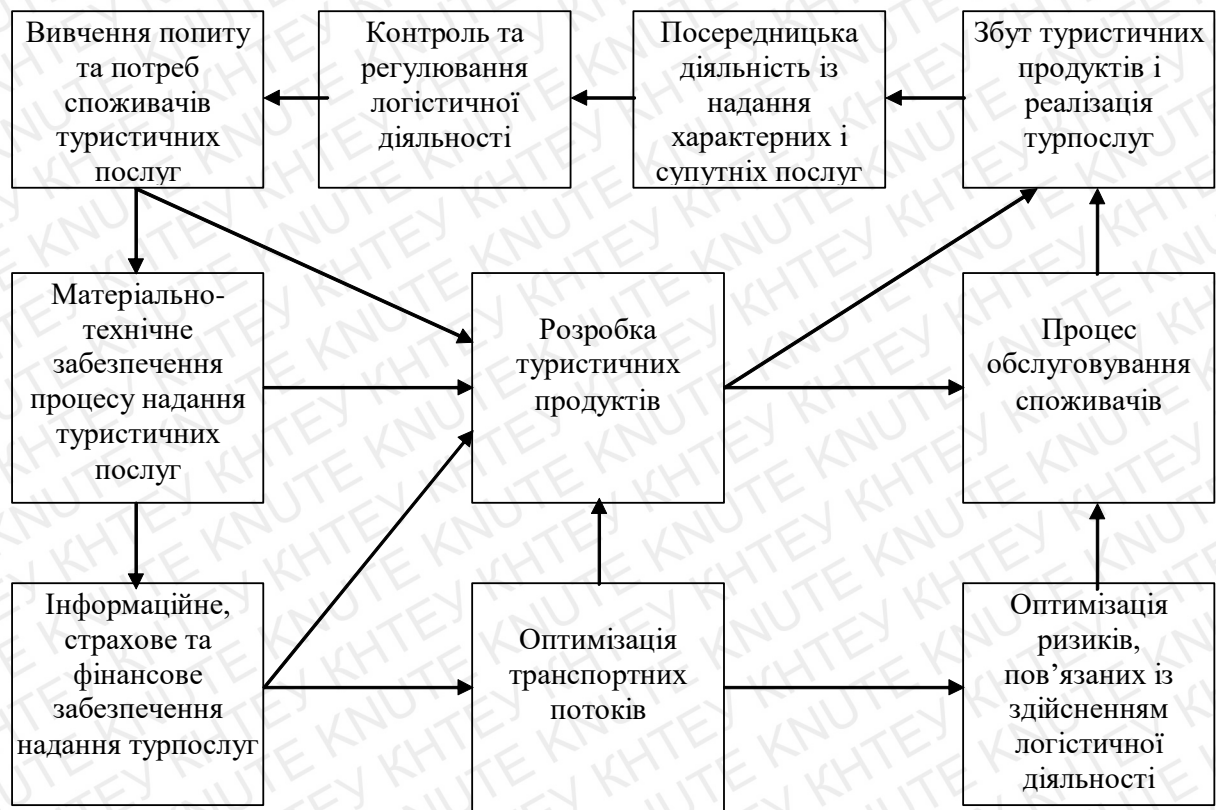 Вивчення попиту
та потреб
споживачів
туристичних
послуг
Контроль та
регулювання
логістичної
діяльності
Посередницька
діяльність із
надання
характерних і
супутніх послуг
Збут туристичних
продуктів і
реалізація
турпослуг
Матеріально-
технічне
забезпечення
процесу надання
туристичних
послуг
Розробка
туристичних
продуктів
Процес
обслуговування
споживачів
Інформаційне,
страхове та
фінансове
забезпечення
надання турпослуг
Оптимізація
транспортних
потоків
Оптимізація
ризиків,
пов’язаних із
здійсненням
логістичної
діяльності